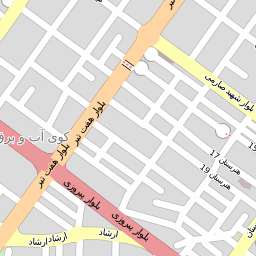 تیر
بلوار شهید صارمی
بلوار هفت تیر
کوی آب و برق
بلوار هفت تیر
هنرستان 17
هنرستان 19
بلوار پیروزی
بلوار پیروزی
ارشاد
ارشاد